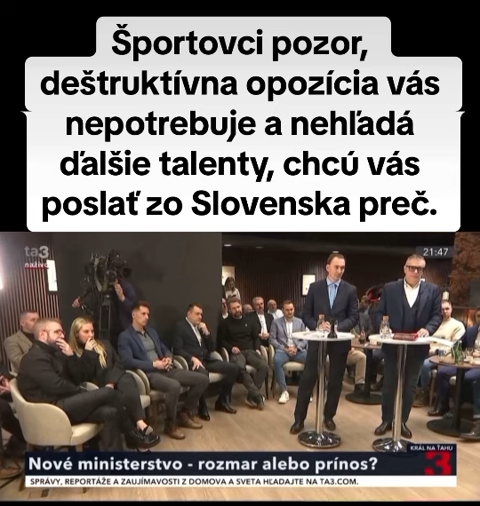 Športovci pozor,
deštruktívna opozícia vás
nepotrebuje a nehľadá
ďalšie talenty, chcú vás
poslať zo Slovenska preč.
ta3
naživo
21:47
KRÁĽ NA ŤAHU
Nové ministerstvo - rozmar alebo prínos?
3
SPRÁVY, REPORTÁŽE A ZAUJÍMAVOSTI Z DOMOVA A SVETA HĽADAJTE NA TA3.COM.